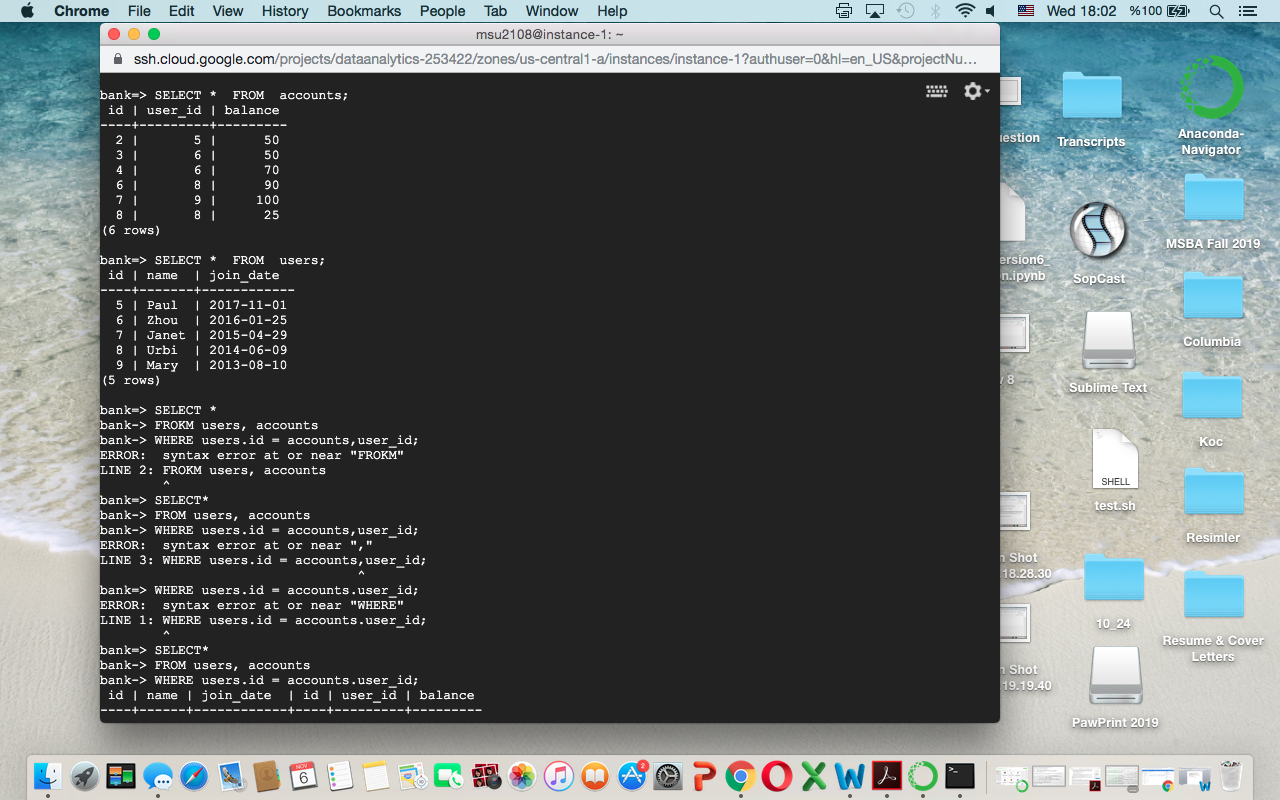 Chrome File Edit View History Bookmarks People Tab Window Help Wed 18:02 %100
msu2108@instance-1: ~
ssh.cloud.google.com/projects/dataanalytics-253422/zones/us-central1-a/instances/instance-1?authuser=0&hl=en_US&projectNu...
bank=> SELECT *  FROM  accounts;
 id | user_id | balance
----+---------+---------
  2 |       5 |      50
  3 |       6 |      50
  4 |       6 |      70
  6 |       8 |      90
  7 |       9 |     100
  8 |       8 |      25
(6 rows)
bank=> SELECT *  FROM  users;
 id | name  | join_date
----+-------+------------
  5 | Paul  | 2017-11-01
  6 | Zhou  | 2016-01-25
  7 | Janet | 2015-04-29
  8 | Urbi  | 2014-06-09
  9 | Mary  | 2013-08-10
(5 rows)
bank=> SELECT *
bank-> FROKM users, accounts
bank-> WHERE users.id = accounts,user_id;
ERROR:  syntax error at or near "FROKM"
LINE 2: FROKM users, accounts
        ^
bank=> SELECT*
bank-> FROM users, accounts
bank-> WHERE users.id = accounts,user_id;
ERROR:  syntax error at or near ","
LINE 3: WHERE users.id = accounts,user_id;
                                 ^
bank=> WHERE users.id = accounts.user_id;
ERROR:  syntax error at or near "WHERE"
LINE 1: WHERE users.id = accounts.user_id;
        ^
bank=> SELECT*
bank-> FROM users, accounts
bank-> WHERE users.id = accounts.user_id;
 id | name | join_date  | id | user_id | balance
----+------+------------+----+---------+---------
estion
Transcripts
Anaconda-
Navigator
ersion6_
n.ipynb
SopCast
MSBA Fall 2019
Columbia
v 8
Sublime Text
Koc
SHELL
test.sh
Resimler
n Shot
18.28.30
10_24
Resume & Cover
Letters
n Shot
19.19.40
PawPrint 2019
NOV
6
2